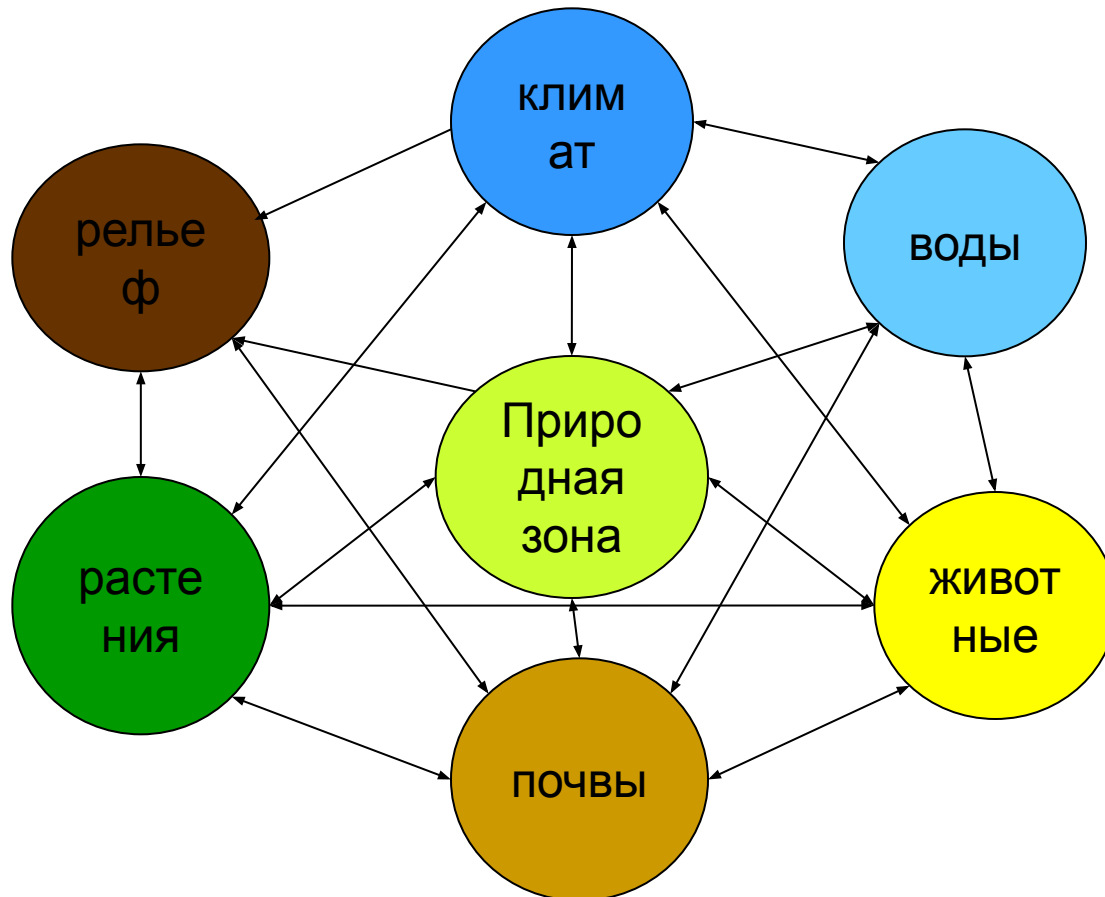 клим
ат
релье
ф
воды
Приро
дная
зона
расте
ния
живот
ные
почвы